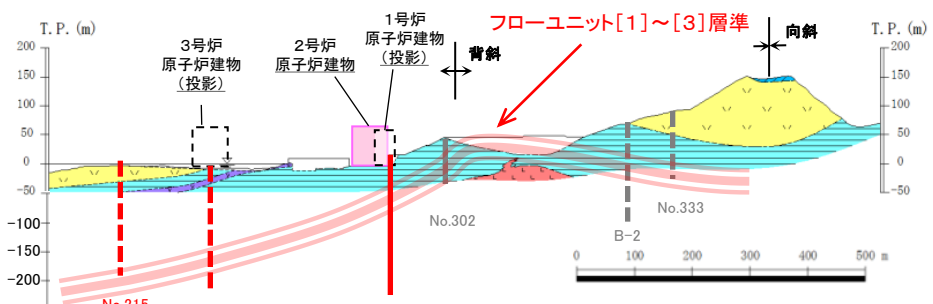 T.P.(m)
200
150
100
50
0
-50
-100
-150
-200
3号炉
原子炉建物
(投影)
2号炉
原子炉建物
1号炉
原子炉建物
(投影)
背斜
フローユニット[1]~[3]層準
向斜
T.P.(m)
200
150
100
50
0
-50
No.302
No.333
B-2
No.215
0 100 200 300 400 500 m